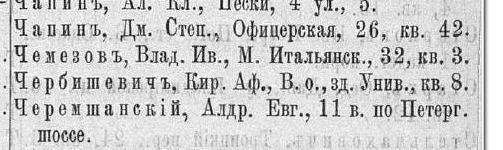 Чапинъ, Ал. Кл., Пески, 4 ул., 5.
Чапинъ, Дм. Степ., Офицерская, 26, кв. 42.
Чемезовъ, Влад. Ив., М. Итальянск., 32, кв. 3.
Чербишевичъ, Кир. Аф., В. о., зд. Унив., кв. 8.
Черемшанскій, Алдр. Евг., 11 в. по Петерг.
шоссе.